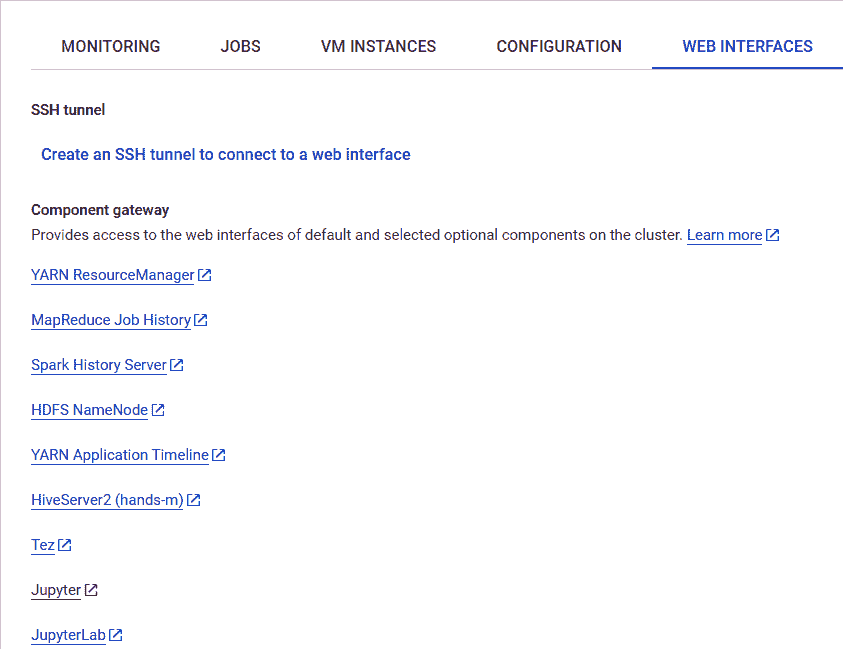 MONITORING JOBS VM INSTANCES CONFIGURATION WEB INTERFACES
SSH tunnel
Create an SSH tunnel to connect to a web interface
Component gateway
Provides access to the web interfaces of default and selected optional components on the cluster. Learn more
YARN ResourceManager
MapReduce Job History
Spark History Server
HDFS NameNode
YARN Application Timeline
HiveServer2 (hands-m)
Tez
Jupyter
JupyterLab